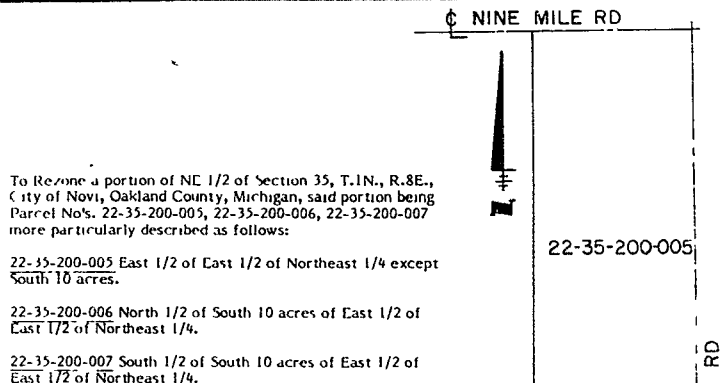 ℄ NINE MILE RD
To Rezone a portion of NE 1/2 of Section 35, T.1N., R.8E.,
City of Novi, Oakland County, Michigan, said portion being
Parcel No's. 22-35-200-005, 22-35-200-006, 22-35-200-007
more particularly described as follows:
22-35-200-005 East 1/2 of East 1/2 of Northeast 1/4 except
South 10 acres.
22-35-200-006 North 1/2 of South 10 acres of East 1/2 of
East 1/2 of Northeast 1/4.
22-35-200-007 South 1/2 of South 10 acres of East 1/2 of
East 1/2 of Northeast 1/4.
N
22-35-200-005
RD